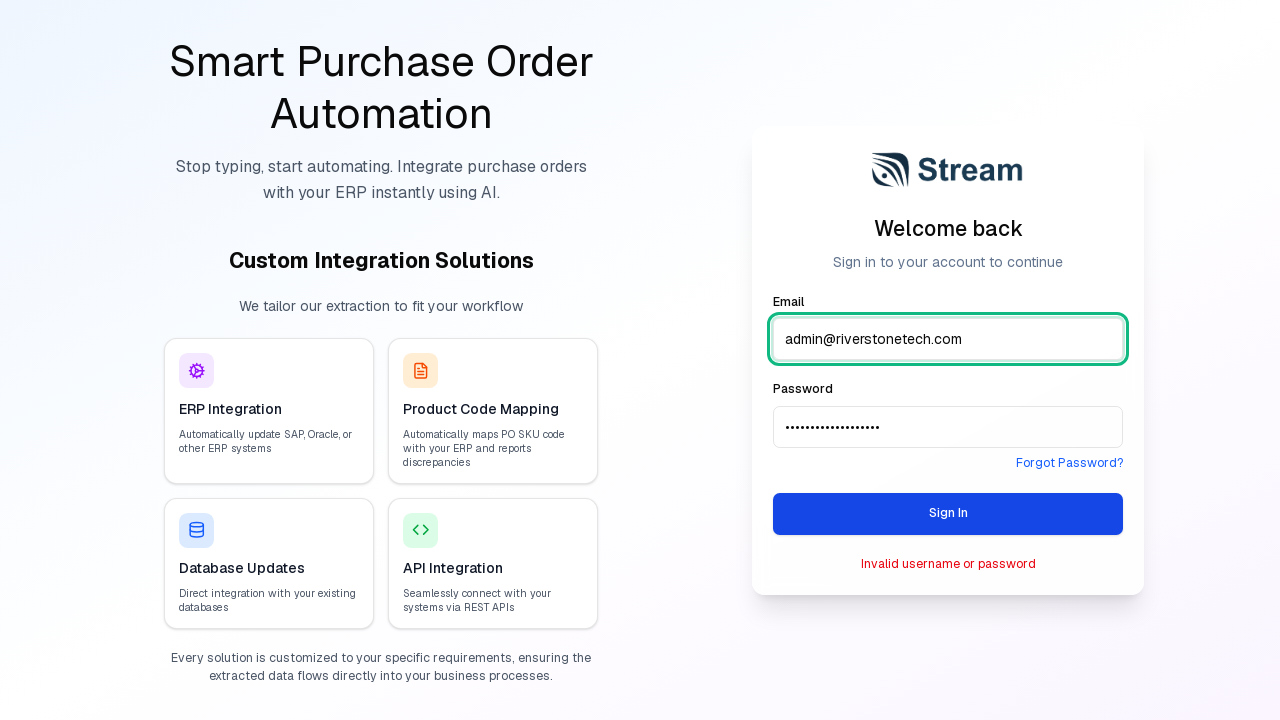 Smart Purchase Order
Automation
Stop typing, start automating. Integrate purchase orders
with your ERP instantly using AI.
Custom Integration Solutions
We tailor our extraction to fit your workflow
ERP Integration
Automatically update SAP, Oracle, or
other ERP systems
Product Code Mapping
Automatically maps PO SKU code
with your ERP and reports
discrepancies
Database Updates
Direct integration with your existing
databases
API Integration
Seamlessly connect with your
systems via REST APIs
Every solution is customized to your specific requirements, ensuring the
extracted data flows directly into your business processes.
Stream
Welcome back
Sign in to your account to continue
Email
admin@riverstonetech.com
Password
•••••••••••••••••••
Forgot Password?
Sign In
Invalid username or password